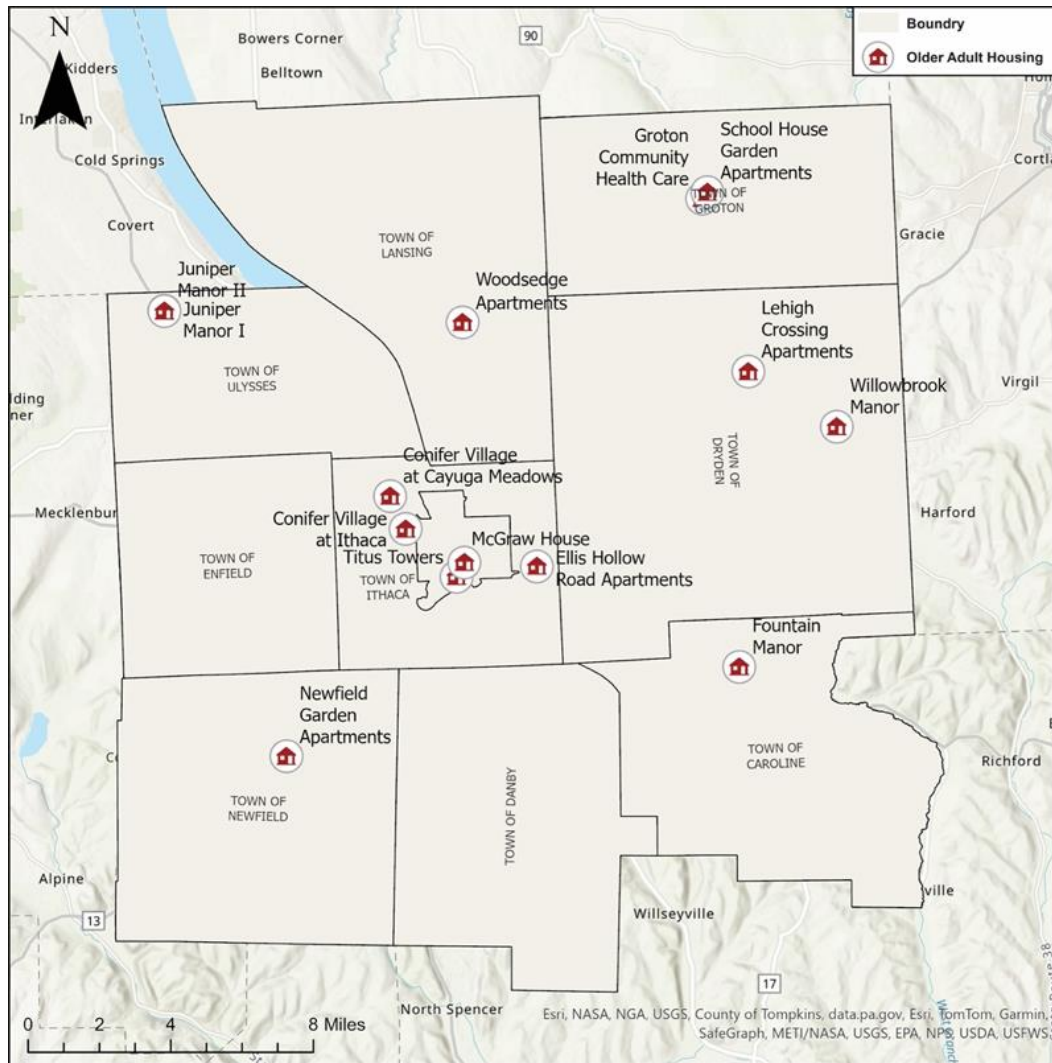 N
Bowers Corner
90
Boundry
Older Adult Housing
Kidders
Belltown
Cold Springs
Covert
Groton
Community
Health Care
School House
Garden
Apartments
TOWN OF
GROTON
Gracie
TOWN OF
LANSING
Juniper
Manor II
Juniper
Manor I
Woodsedge
Apartments
Lehigh
Crossing
Apartments
TOWN OF
ULYSSES
Willowbrook
Manor
Virgil
TOWN OF
DRYDEN
Conifer Village
at Cayuga Meadows
Mecklenbur
Conifer Village
at Ithaca
McGraw House
Titus Towers
Harford
TOWN OF
ENFIELD
TOWN OF
ITHACA
Ellis Hollow
Road Apartments
Fountain
Manor
Newfield
Garden
Apartments
TOWN OF
CAROLINE
Richford
TOWN OF
NEWFIELD
TOWN OF DANBY
Alpine
13
Willseyville
ville
17
North Spencer
0 2 4 8 Miles
Esri, NASA, NGA, USGS, County of Tompkins, data.pa.gov, Esri, TomTom, Garmin,
SafeGraph, METI/NASA, USGS, EPA, NPS, USDA, USFWS